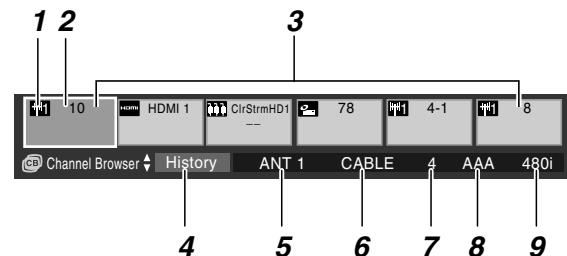 1 2 3
10 HDMI HDMI 1 ClrStrmHD1 78 4-1 8
--
CB Channel Browser History ANT 1 CABLE 4 AAA 480i
4 5 6 7 8 9